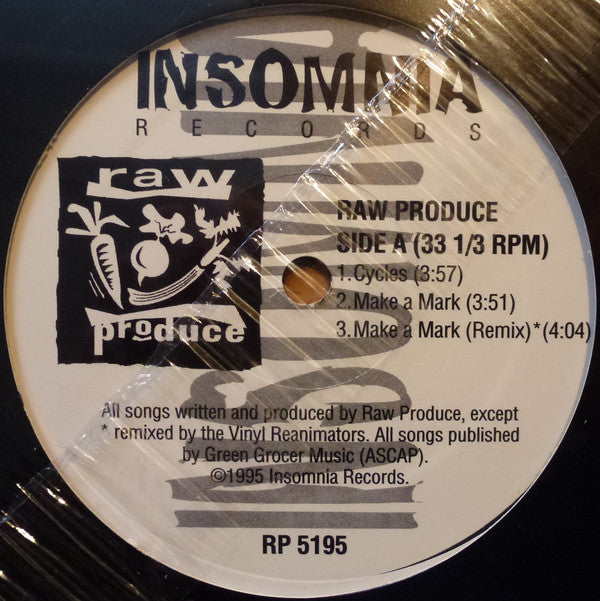 INSOMNIA
RECORDS
raw
produce
RAW PRODUCE
SIDE A (33 1/3 RPM)
1.Cycles (3:57)
2.Make a Mark (3:51)
3.Make a Mark (Remix)*(4:04)
All songs written and produced by Raw Produce, except
* remixed by the Vinyl Reanimators. All songs published
by Green Grocer Music (ASCAP).
©1995 Insomnia Records.
RP 5195